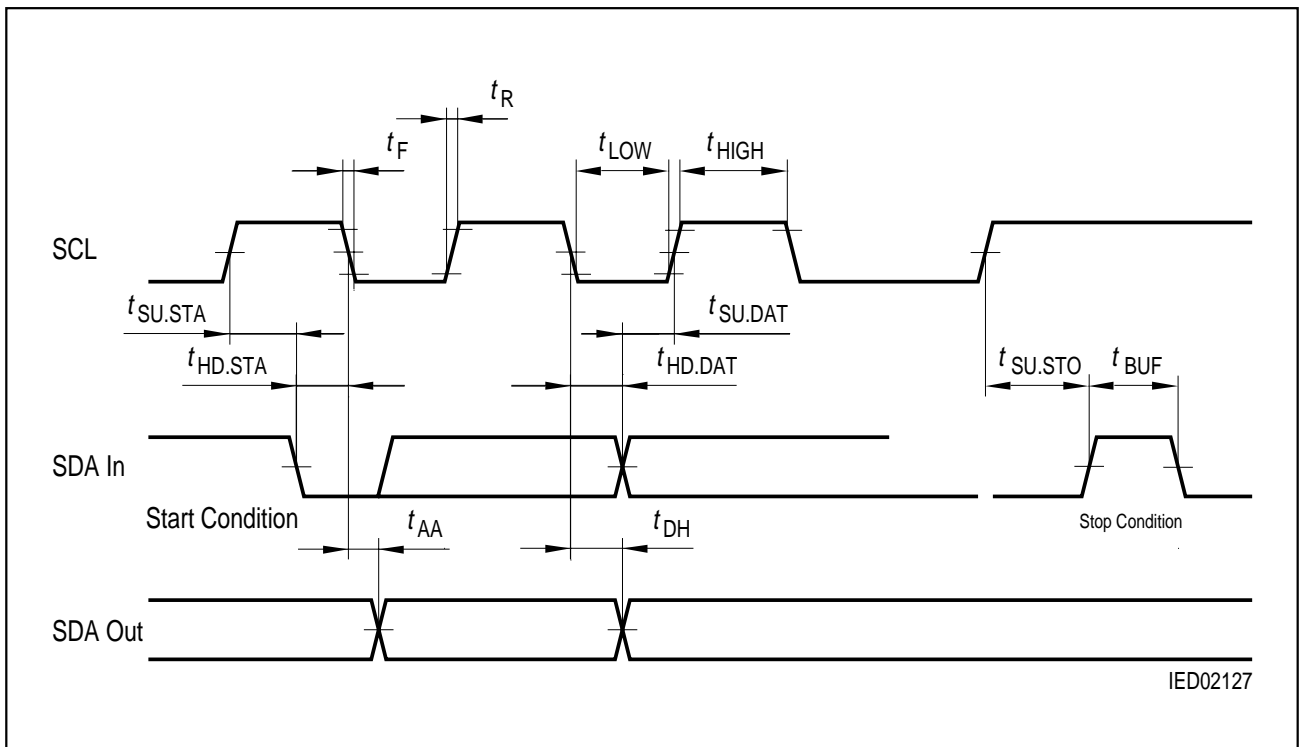 tR
tF
tLOW
tHIGH
SCL
tSU.STA
tSU.DAT
tHD.STA
tHD.DAT
tSU.STO
tBUF
SDA In
Start Condition
Stop Condition
tAA
tDH
SDA Out
IED02127